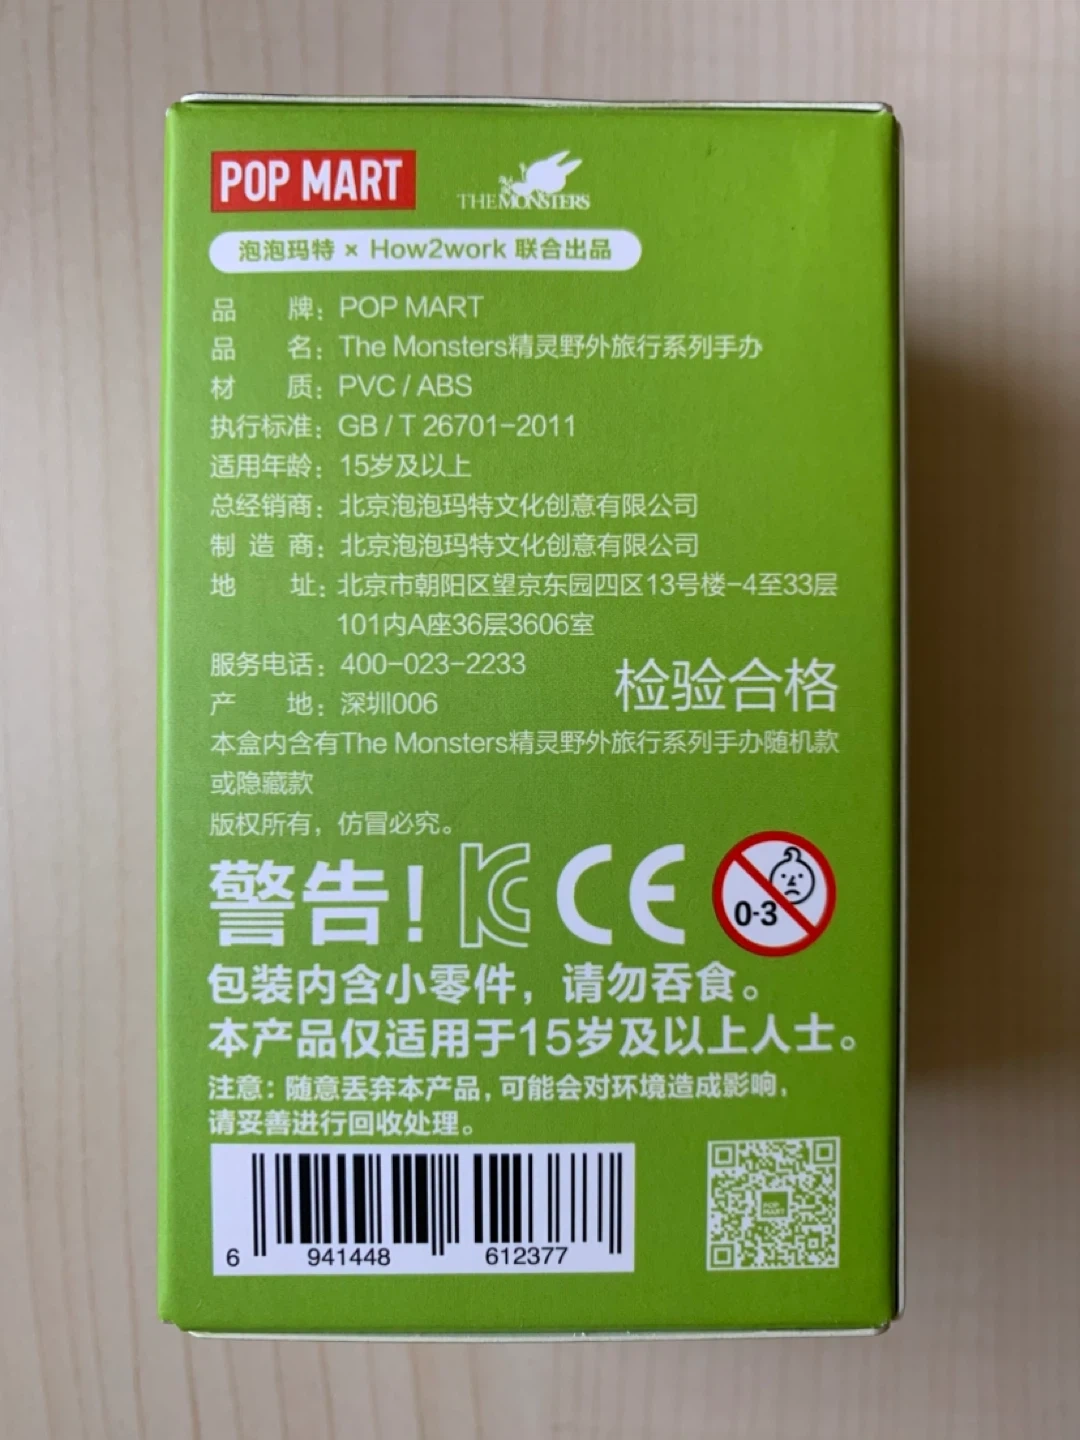 POP MART
THE MONSTERS
泡泡玛特 × How2work 联合出品
品 牌：POP MART
品 名：The Monsters精灵野外旅行系列手办
材 质：PVC / ABS
执行标准：GB / T 26701-2011
适用年龄：15岁及以上
总经销商：北京泡泡玛特文化创意有限公司
制 造 商：北京泡泡玛特文化创意有限公司
地 址：北京市朝阳区望京东园四区13号楼-4至33层
101内A座36层3606室
服务电话：400-023-2233
产 地：深圳006
检验合格
本盒内含有The Monsters精灵野外旅行系列手办随机款
或隐藏款
版权所有，仿冒必究。
警告！ KC CE 0-3
包装内含小零件，请勿吞食。
本产品仅适用于15岁及以上人士。
注意：随意丢弃本产品，可能会对环境造成影响，
请妥善进行回收处理。
6 941448 612377
POP MART